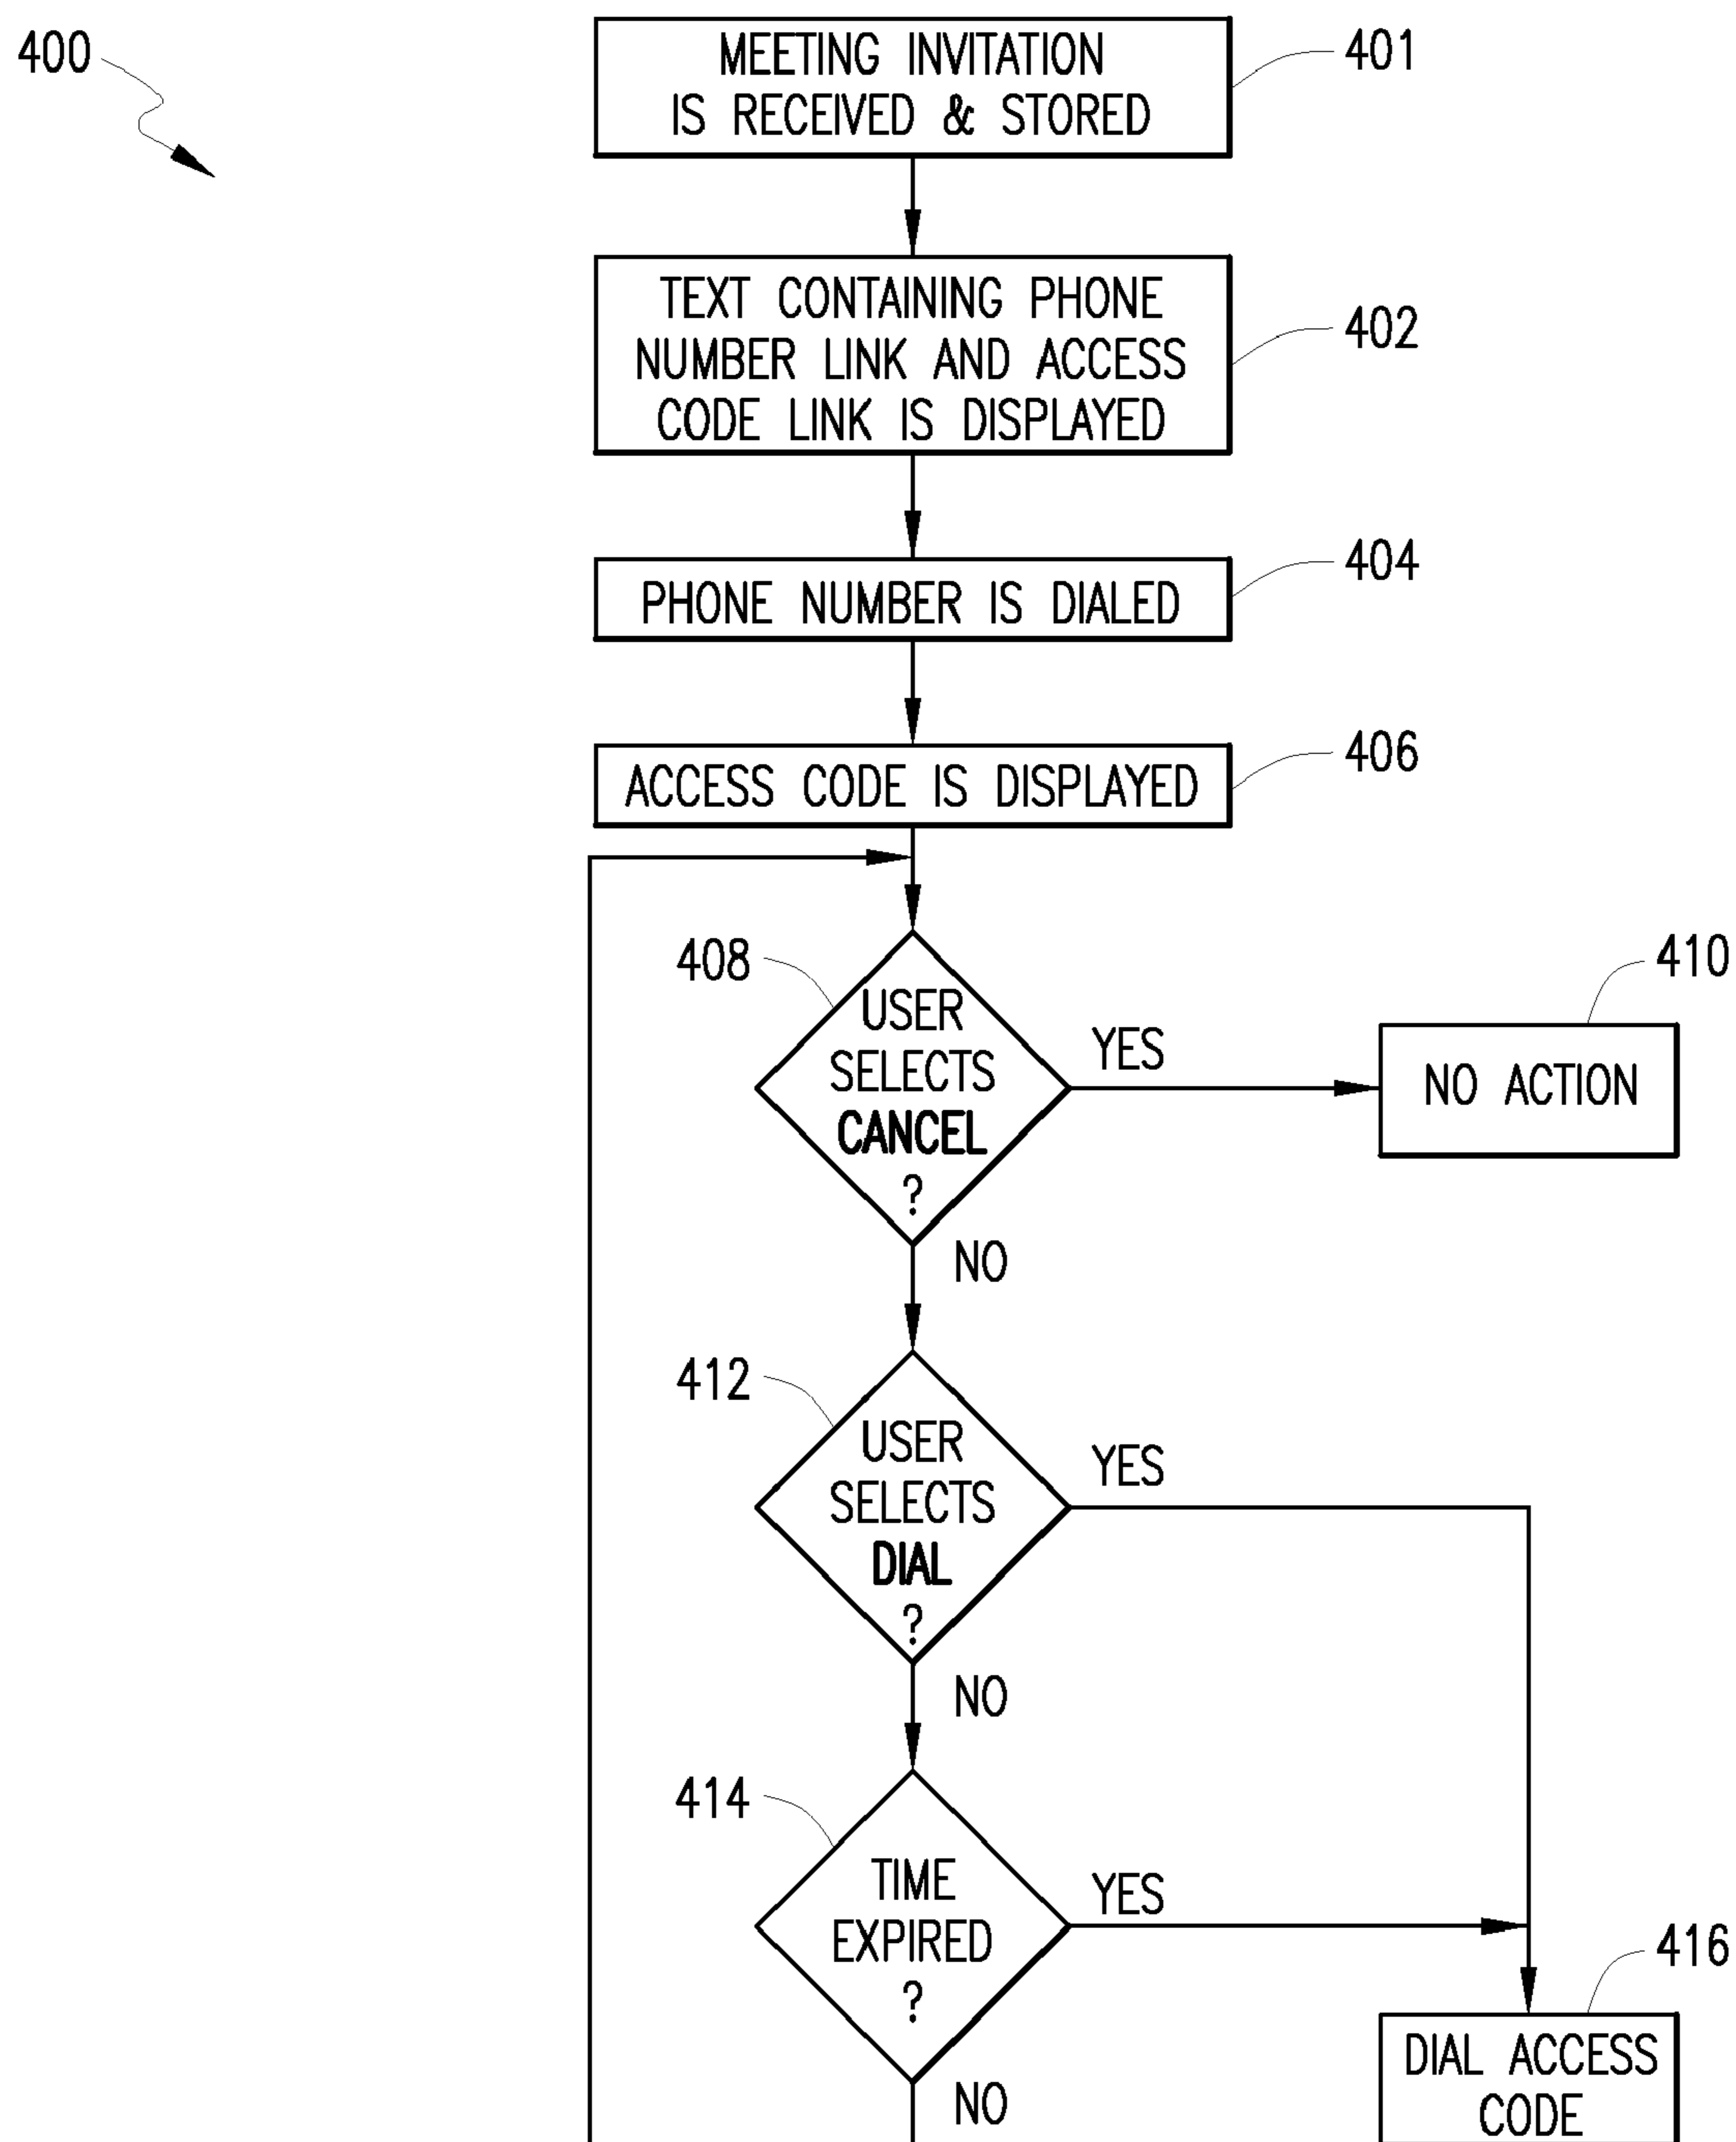 400
MEETING INVITATION
IS RECEIVED & STORED
401
TEXT CONTAINING PHONE
NUMBER LINK AND ACCESS
CODE LINK IS DISPLAYED
402
PHONE NUMBER IS DIALED
404
ACCESS CODE IS DISPLAYED
406
408
USER
SELECTS
CANCEL
?
YES
NO
410
NO ACTION
412
USER
SELECTS
DIAL
?
YES
NO
414
TIME
EXPIRED
?
YES
NO
416
DIAL ACCESS
CODE